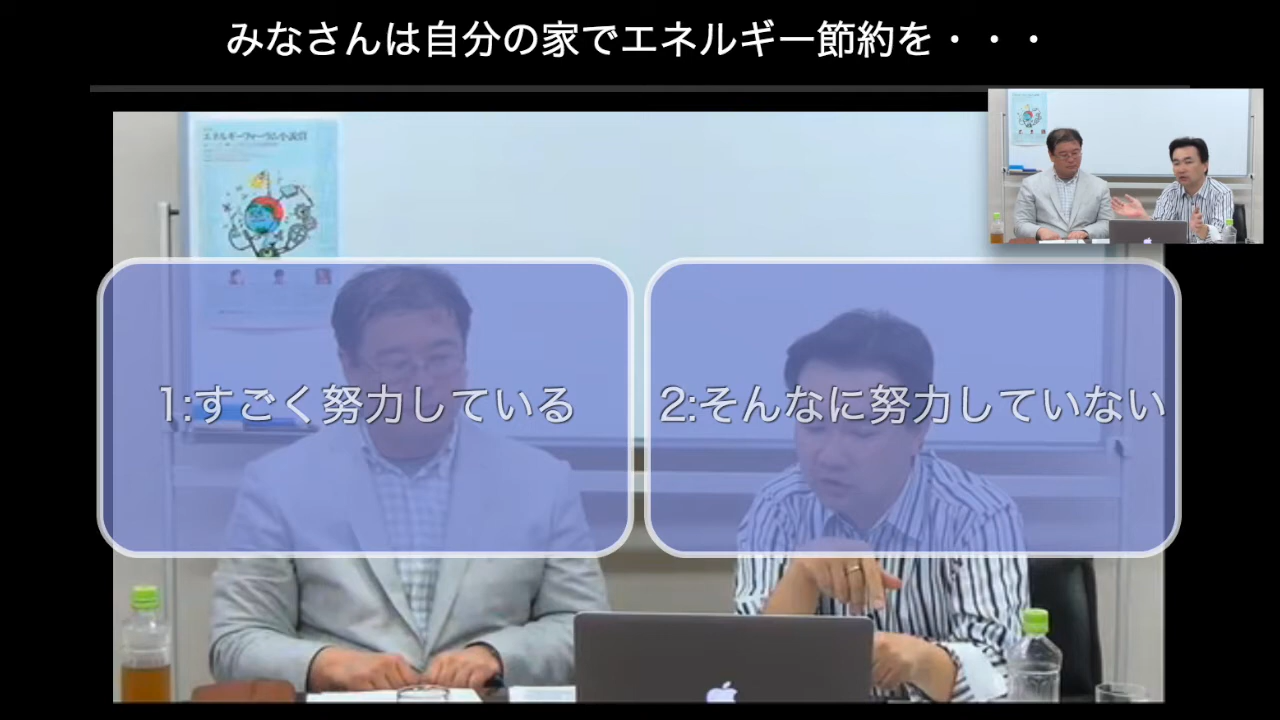 みなさんは自分の家でエネルギー節約を・・・
エネルギーフォーラム小説賞
1:すごく努力している
2:そんなに努力していない